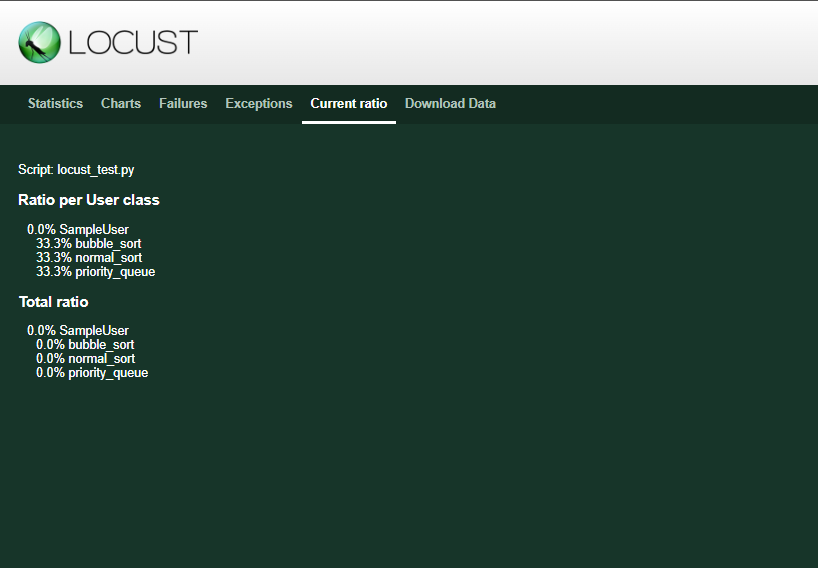 LOCUST
Statistics Charts Failures Exceptions Current ratio Download Data
Script: locust_test.py
Ratio per User class
0.0% SampleUser
33.3% bubble_sort
33.3% normal_sort
33.3% priority_queue
Total ratio
0.0% SampleUser
0.0% bubble_sort
0.0% normal_sort
0.0% priority_queue